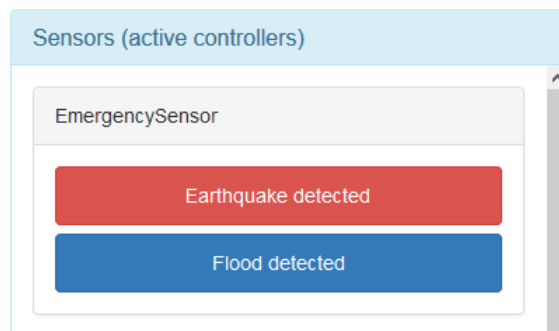 Sensors (active controllers)
EmergencySensor
Earthquake detected
Flood detected